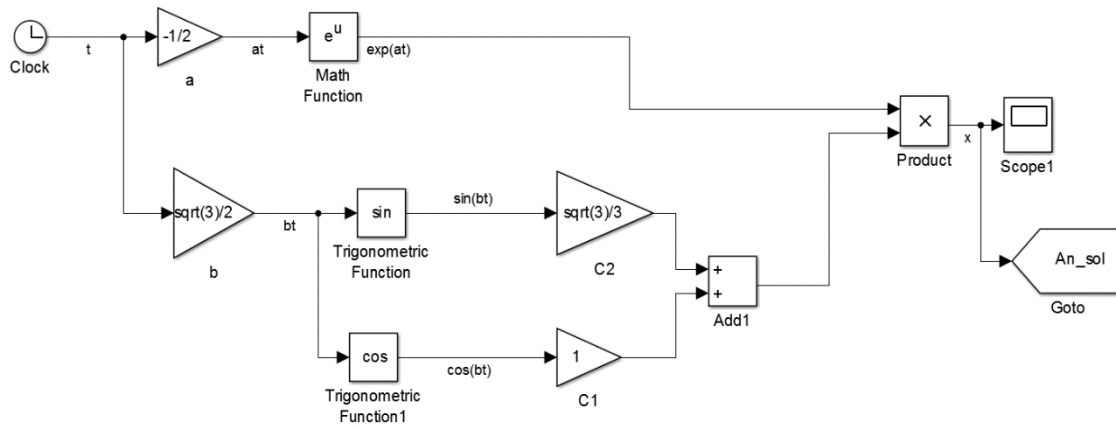 t
Clock
-1/2
a
at
e^u
Math
Function
exp(at)
×
Product
x
Scope1
sqrt(3)/2
b
bt
sin
Trigonometric
Function
sin(bt)
sqrt(3)/3
C2
+
+
Add1
An_sol
Goto
cos
Trigonometric
Function1
cos(bt)
1
C1